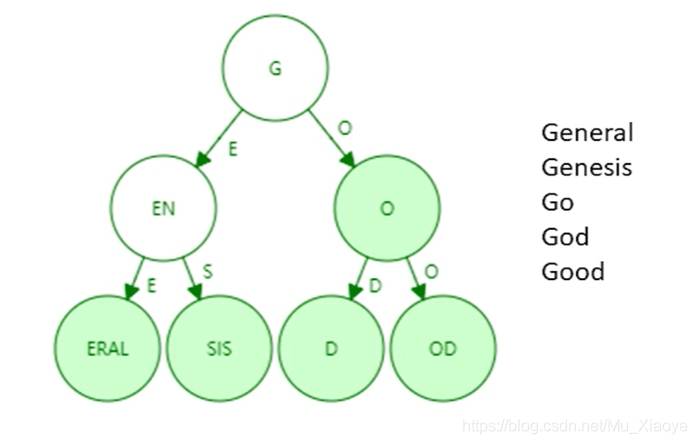 G
E
O
EN
O
E
S
D
O
ERAL
SIS
D
OD
General
Genesis
Go
God
Good
https://blog.csdn.net/Mu_Xiaoye